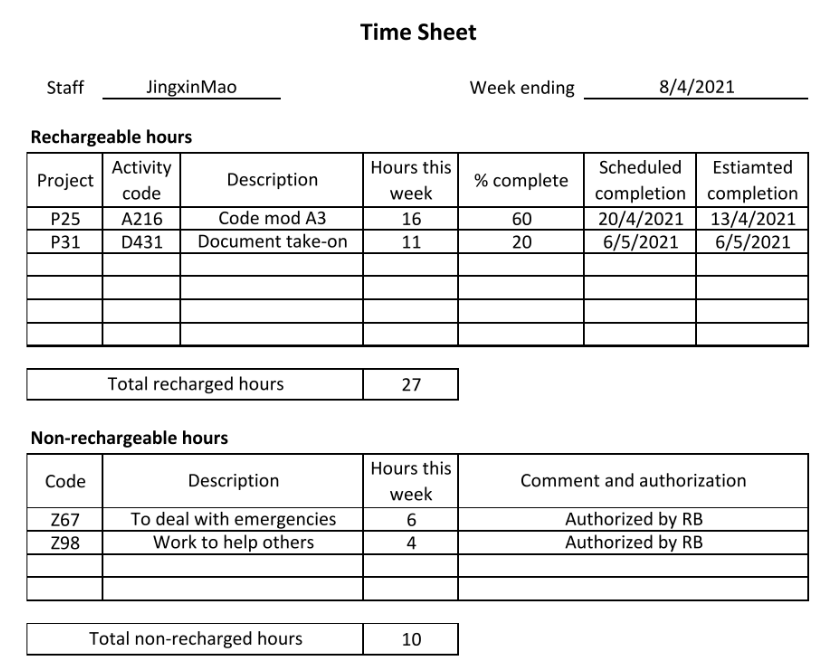 Time Sheet
Staff JingxinMao Week ending 8/4/2021
Rechargeable hours
Project Activity code Description Hours this week % complete Scheduled completion Estiamted completion
P25 A216 Code mod A3 16 60 20/4/2021 13/4/2021
P31 D431 Document take-on 11 20 6/5/2021 6/5/2021
Total recharged hours 27
Non-rechargeable hours
Code Description Hours this week Comment and authorization
Z67 To deal with emergencies 6 Authorized by RB
Z98 Work to help others 4 Authorized by RB
Total non-recharged hours 10